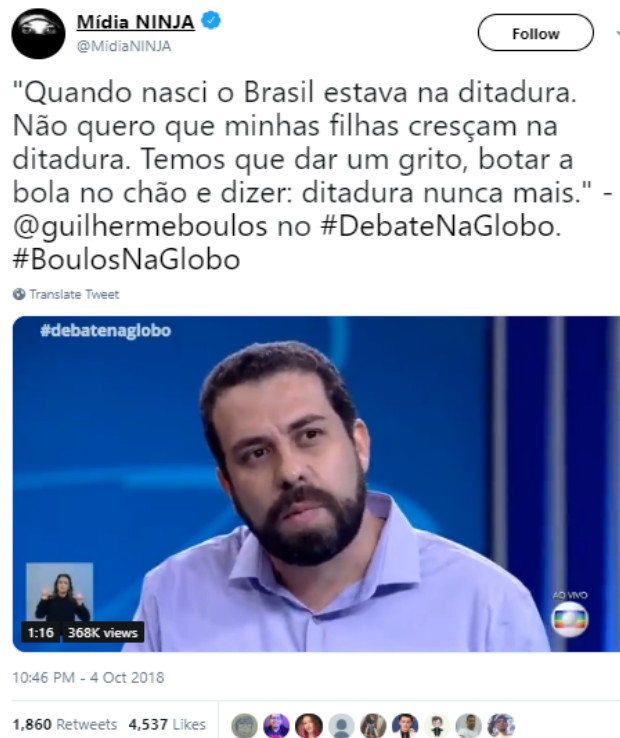 Mídia NINJA
@MidiaNINJA
Follow
"Quando nasci o Brasil estava na ditadura.
Não quero que minhas filhas cresçam na
ditadura. Temos que dar um grito, botar a
bola no chão e dizer: ditadura nunca mais." -
@guilhermeboulos no #DebateNaGlobo.
#BoulosNaGlobo
Translate Tweet
#debatenaglobo
AO VIVO
1:16 368K views
10:46 PM - 4 Oct 2018
1,860 Retweets 4,537 Likes